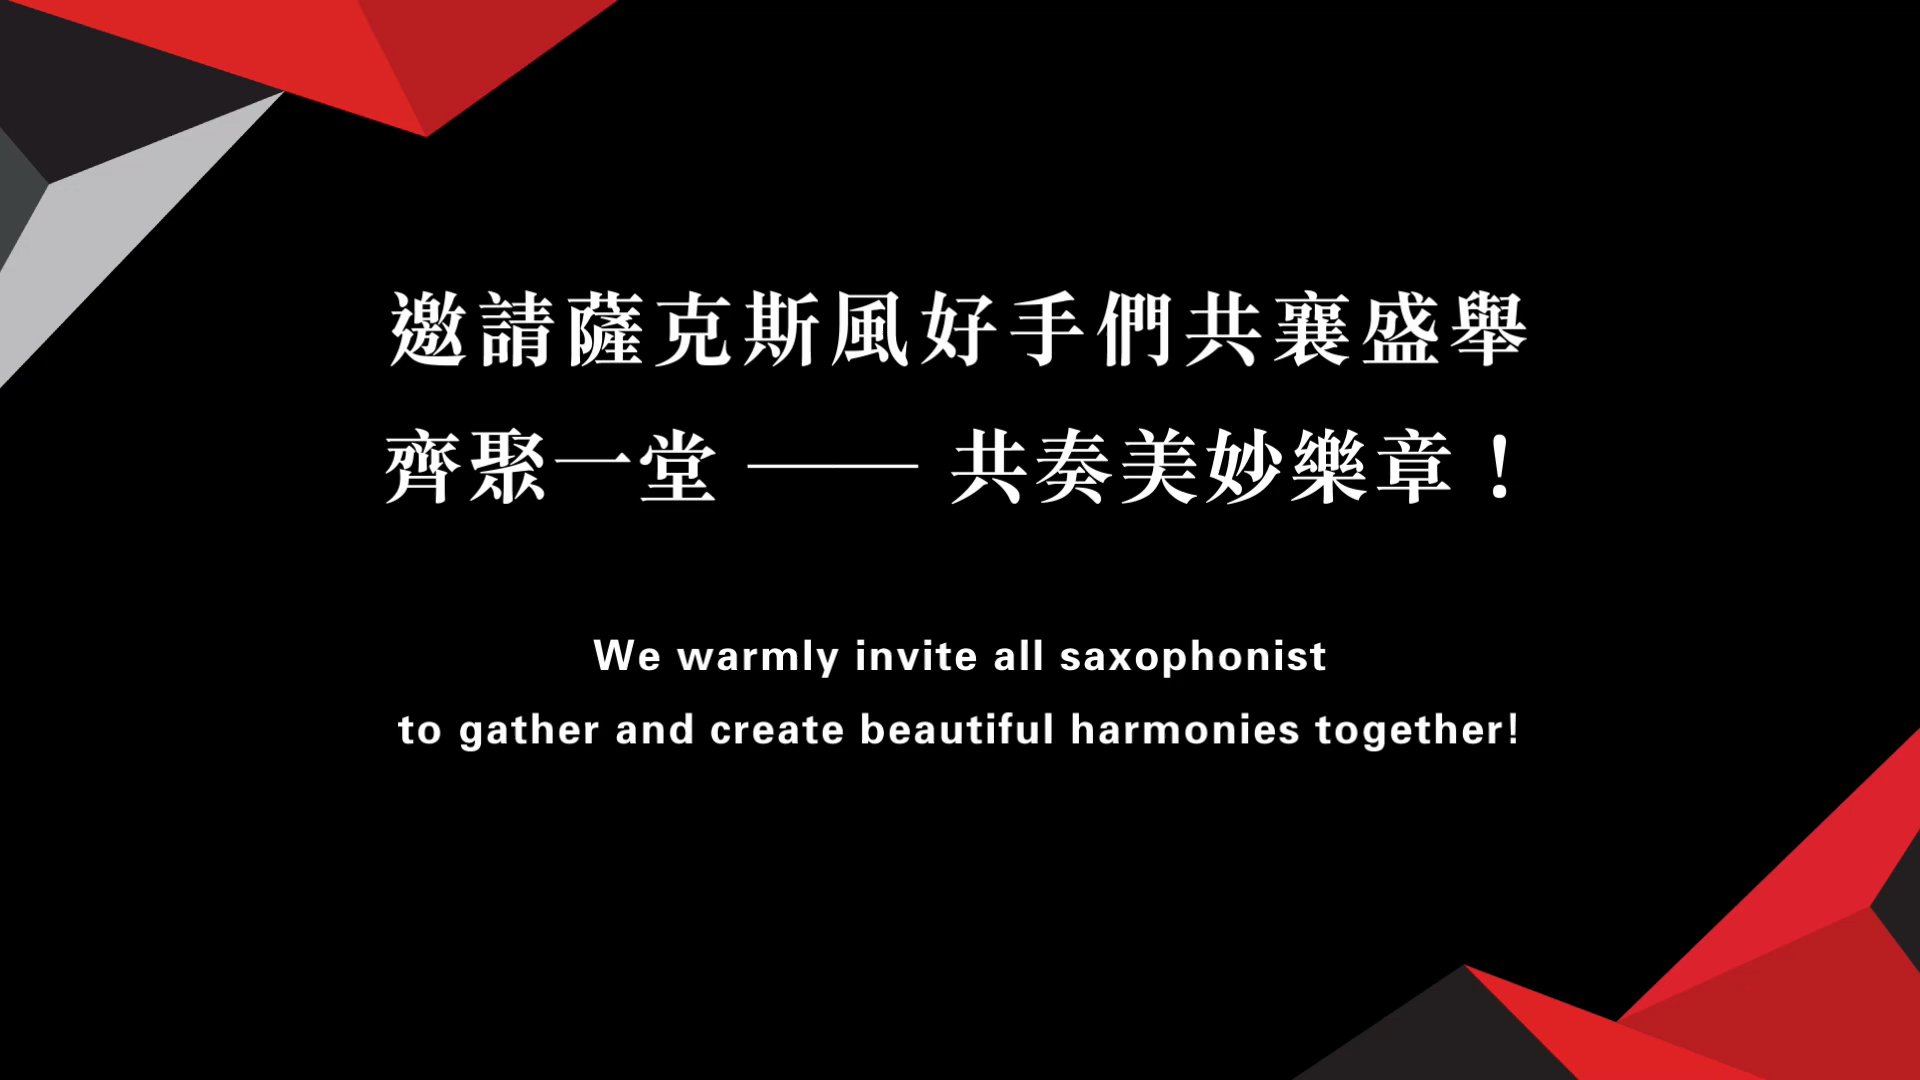 邀請薩克斯風好手們共襄盛舉
齊聚一堂 —— 共奏美妙樂章！
We warmly invite all saxophonist
to gather and create beautiful harmonies together!